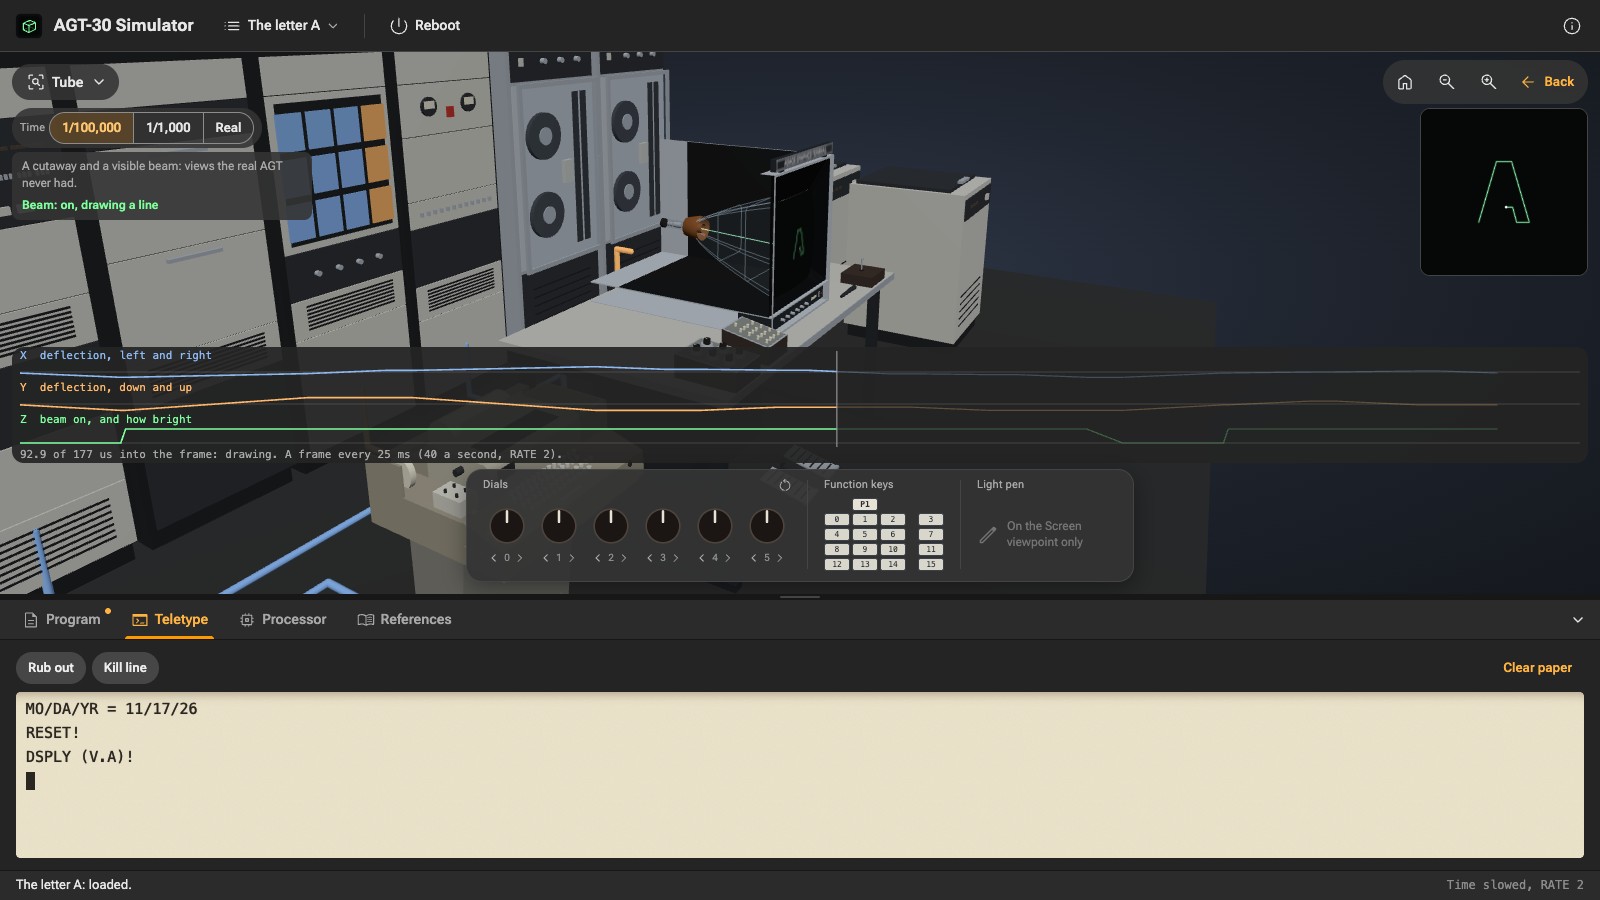 AGT-30 Simulator
The letter A
Reboot
Tube
Back
Time
1/100,000
1/1,000
Real
A cutaway and a visible beam: views the real AGT
never had.
Beam: on, drawing a line
X deflection, left and right
Y deflection, down and up
Z beam on, and how bright
92.9 of 177 us into the frame: drawing. A frame every 25 ms (40 a second, RATE 2).
Dials
0
1
2
3
4
5
Function keys
P1
0 1 2 3
4 5 6 7
8 9 10 11
12 13 14 15
Light pen
On the Screen
viewpoint only
Program
Teletype
Processor
References
Rub out
Kill line
Clear paper
MO/DA/YR = 11/17/26
RESET!
DSPLY (V.A)!
The letter A: loaded.
Time slowed, RATE 2